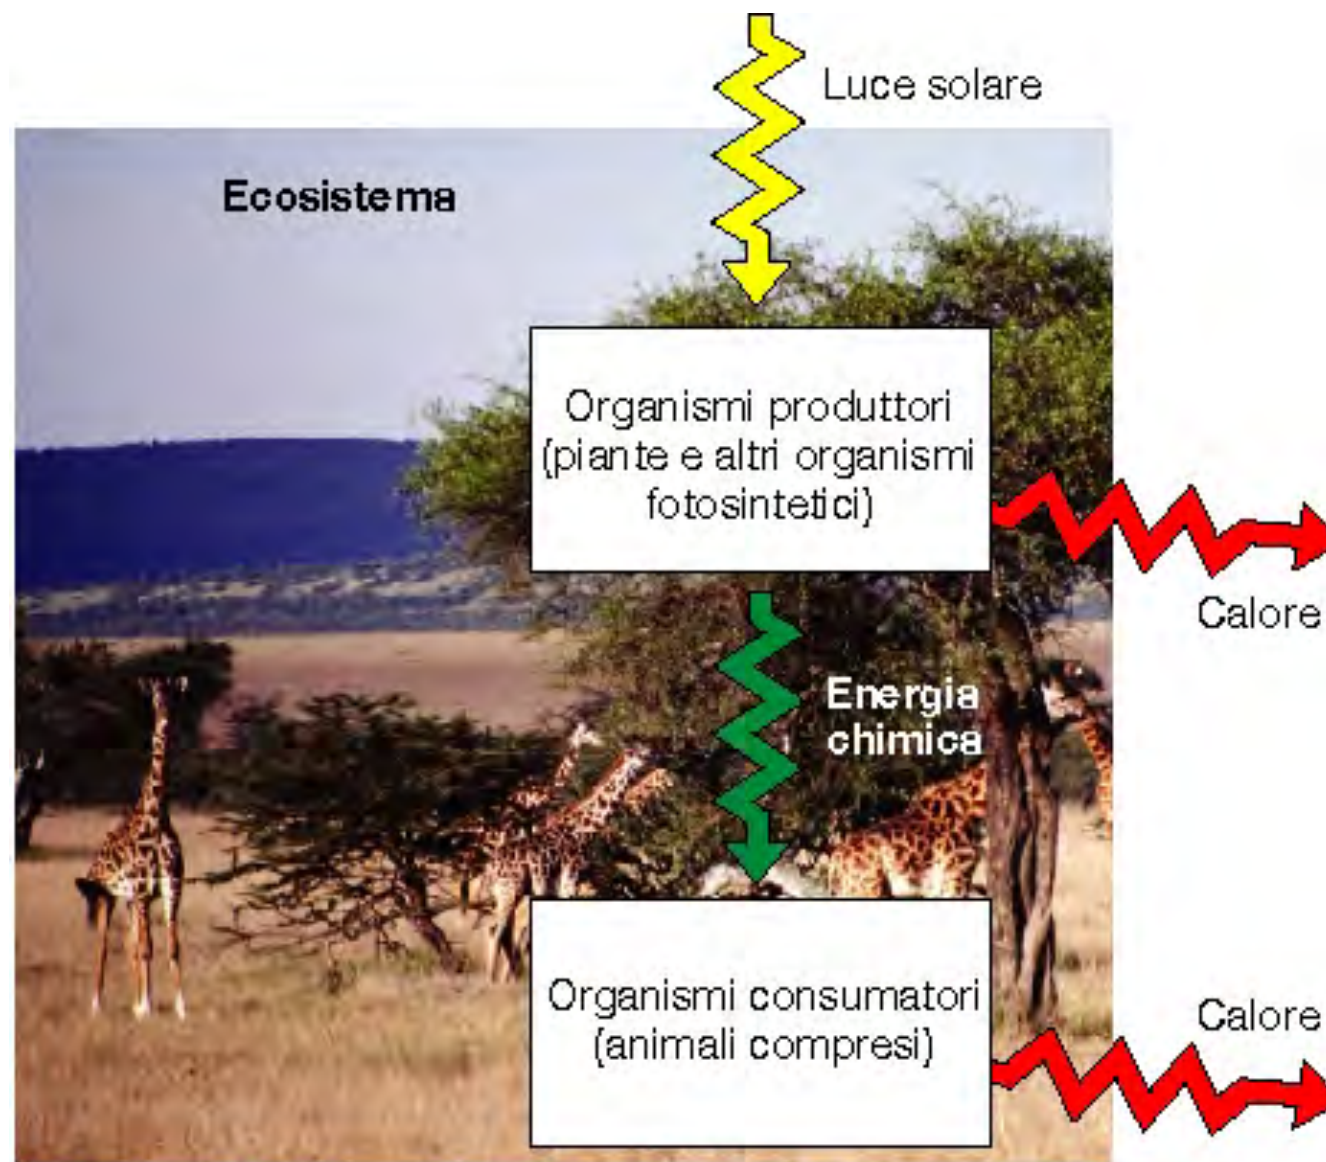 Luce solare
Ecosistema
Organismi produttori
(piante e altri organismi
fotosintetici)
Calore
Energia
chimica
Organismi consumatori
(animali compresi)
Calore